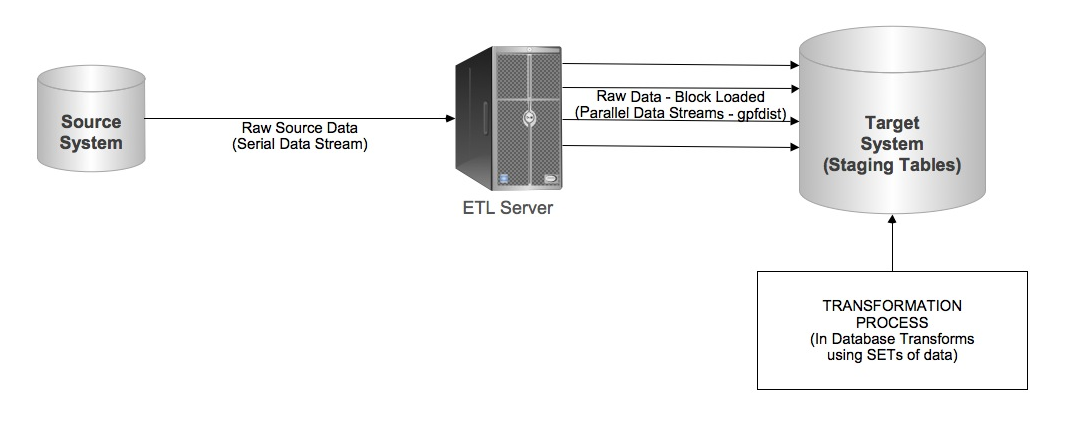 Source
System
Raw Source Data
(Serial Data Stream)
ETL Server
Raw Data - Block Loaded
(Parallel Data Streams - gpfdist)
Target
System
(Staging Tables)
TRANSFORMATION
PROCESS
(In Database Transforms
using SETs of data)